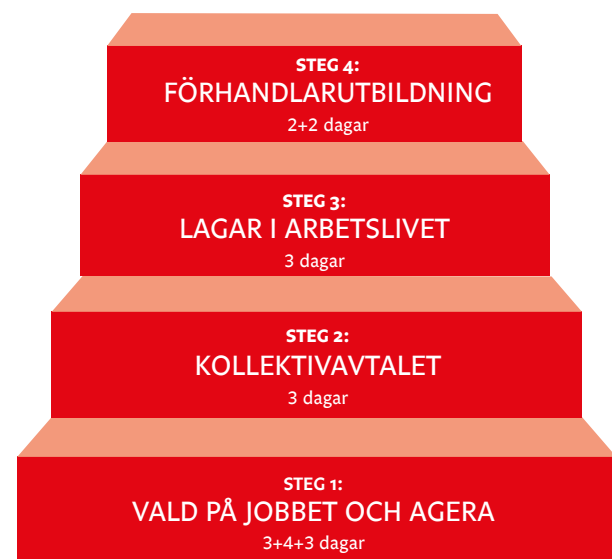 STEG 4:
FÖRHANDLARUTBILDNING
2+2 dagar
STEG 3:
LAGAR I ARBETSLIVET
3 dagar
STEG 2:
KOLLEKTIVAVTALET
3 dagar
STEG 1:
VALD PÅ JOBBET OCH AGERA
3+4+3 dagar